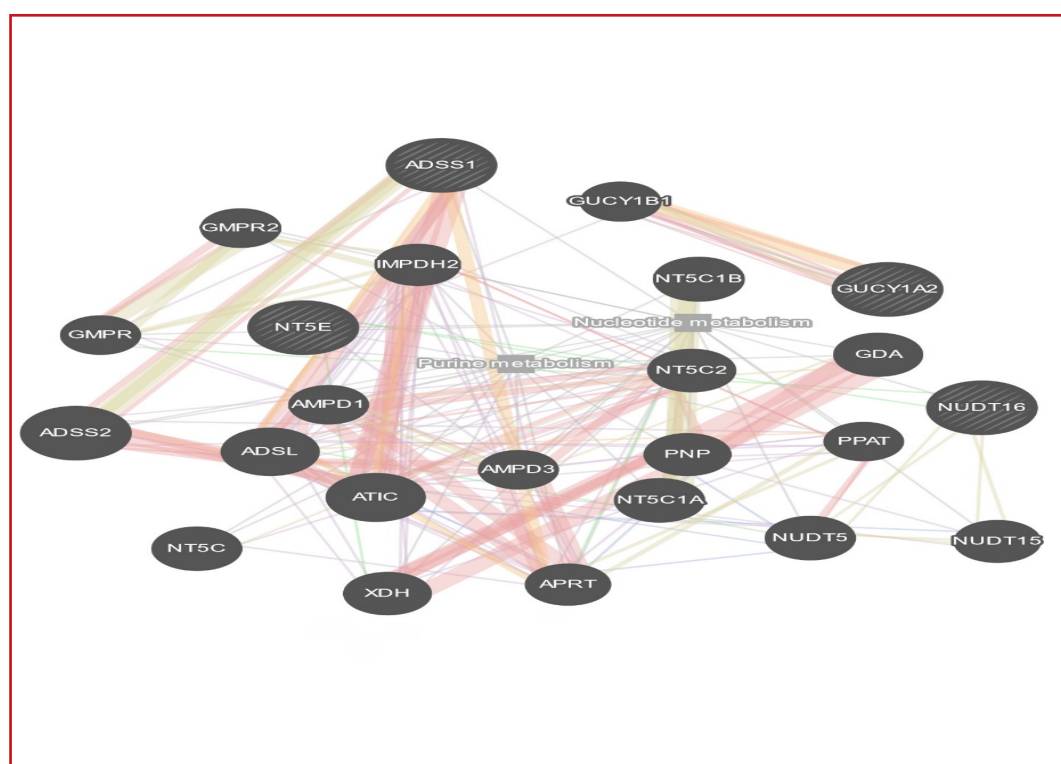 ADSS1
GUCY1B1
GMPR2
IMPDH2
NT5C1B
GUCY1A2
NT5E
Nucleotide metabolism
GMPR
GDA
Purine metabolism
NT5C2
AMPD1
NUDT16
ADSS2
PPAT
ADSL
PNP
AMPD3
ATIC
NT5C1A
NUDT5
NUDT15
NT5C
APRT
XDH